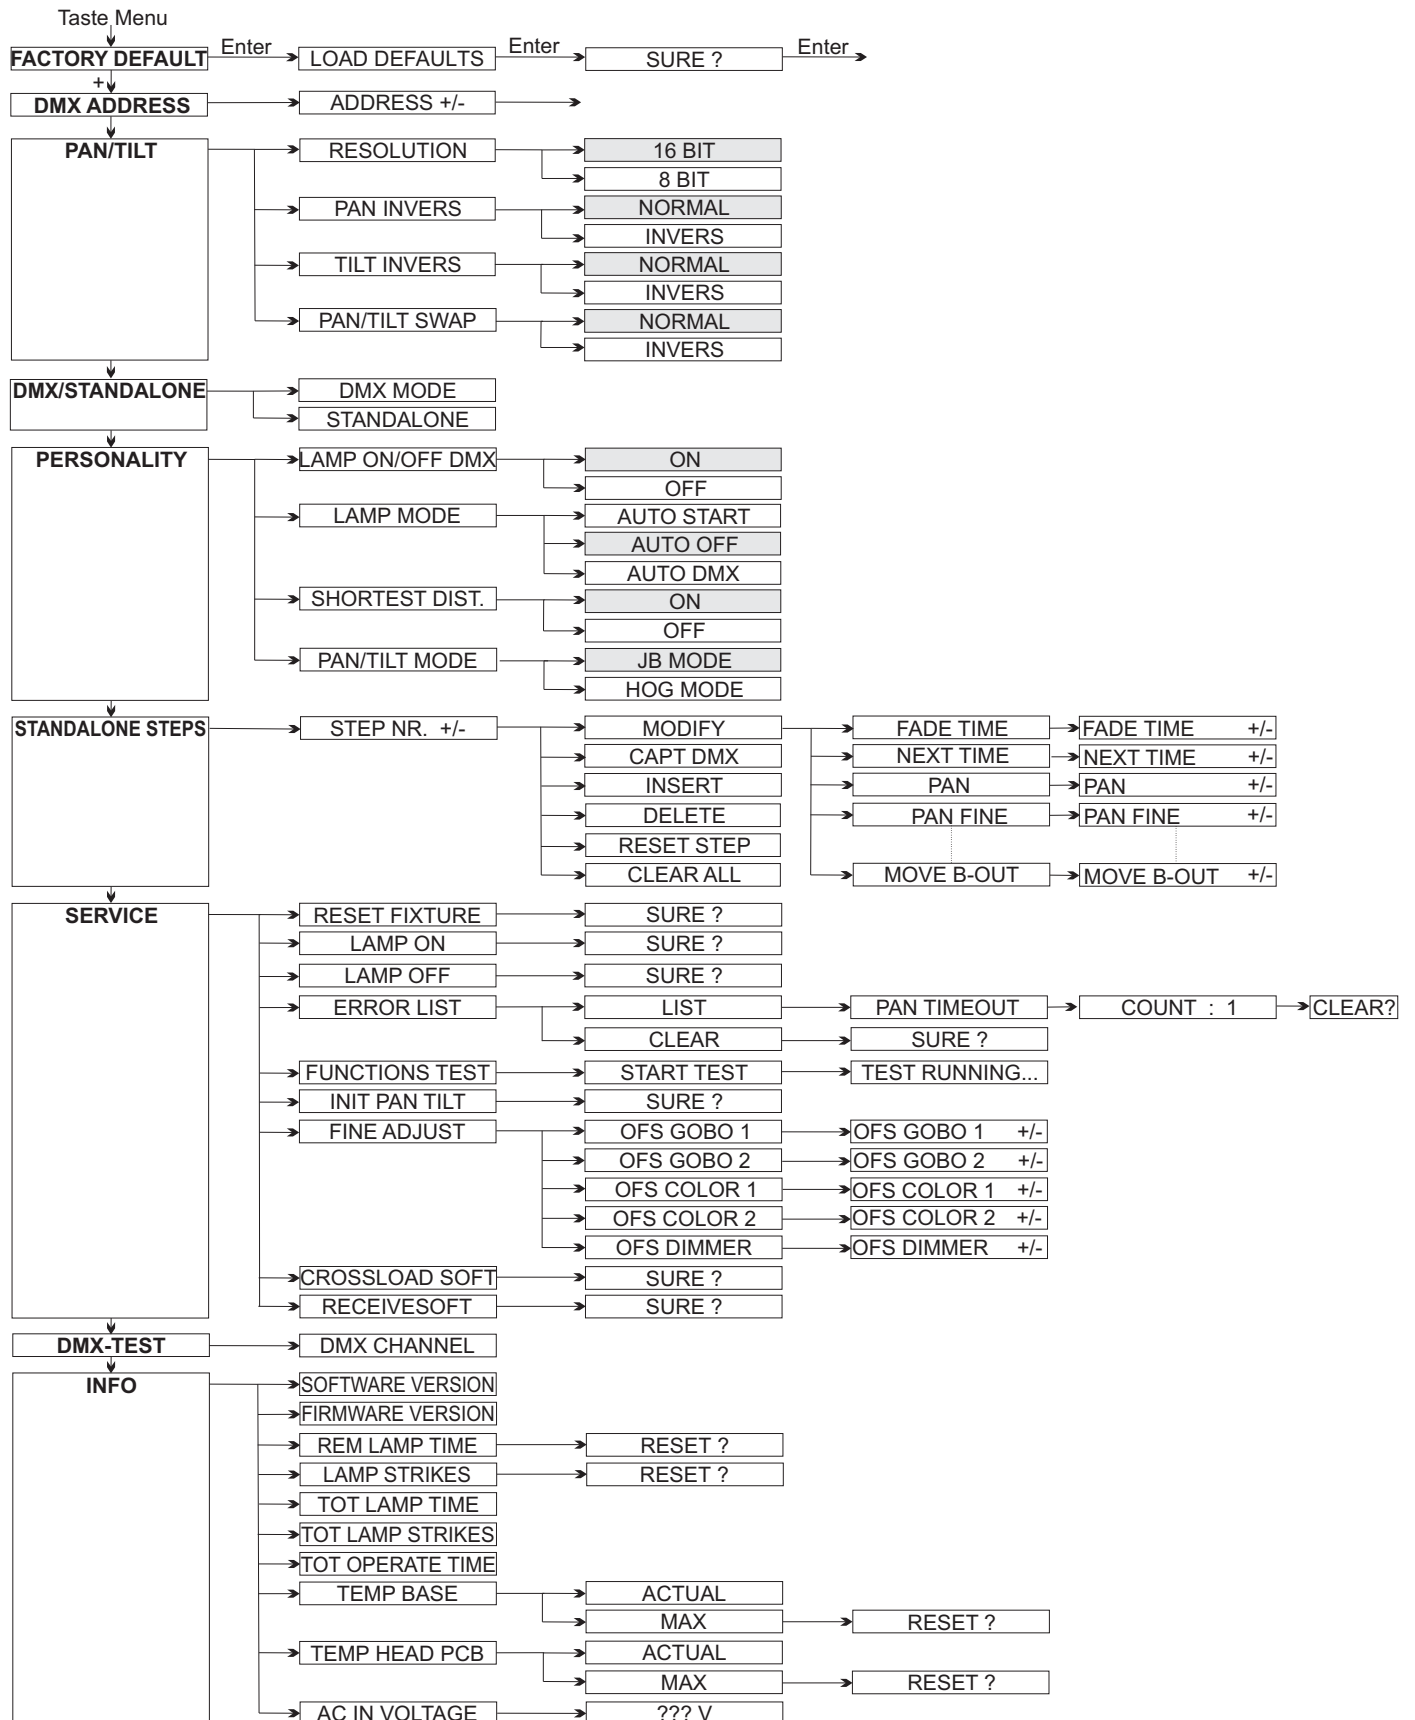 Taste Menu
FACTORY DEFAULT Enter LOAD DEFAULTS Enter SURE ? Enter
+
DMX ADDRESS ADDRESS +/-
PAN/TILT RESOLUTION 16 BIT
8 BIT
PAN INVERS NORMAL
INVERS
TILT INVERS NORMAL
INVERS
PAN/TILT SWAP NORMAL
INVERS
DMX/STANDALONE DMX MODE
STANDALONE
PERSONALITY LAMP ON/OFF DMX ON
OFF
LAMP MODE AUTO START
AUTO OFF
AUTO DMX
SHORTEST DIST. ON
OFF
PAN/TILT MODE JB MODE
HOG MODE
STANDALONE STEPS STEP NR. +/- MODIFY FADE TIME FADE TIME +/-
CAPT DMX NEXT TIME NEXT TIME +/-
INSERT PAN PAN +/-
DELETE PAN FINE PAN FINE +/-
RESET STEP
CLEAR ALL MOVE B-OUT MOVE B-OUT +/-
SERVICE RESET FIXTURE SURE ?
LAMP ON SURE ?
LAMP OFF SURE ?
ERROR LIST LIST PAN TIMEOUT COUNT : 1 CLEAR?
CLEAR SURE ?
FUNCTIONS TEST START TEST TEST RUNNING...
INIT PAN TILT SURE ?
FINE ADJUST OFS GOBO 1 OFS GOBO 1 +/-
OFS GOBO 2 OFS GOBO 2 +/-
OFS COLOR 1 OFS COLOR 1 +/-
OFS COLOR 2 OFS COLOR 2 +/-
OFS DIMMER OFS DIMMER +/-
CROSSLOAD SOFT SURE ?
RECEIVESOFT SURE ?
DMX-TEST DMX CHANNEL
INFO SOFTWARE VERSION
FIRMWARE VERSION
REM LAMP TIME RESET ?
LAMP STRIKES RESET ?
TOT LAMP TIME
TOT LAMP STRIKES
TOT OPERATE TIME
TEMP BASE ACTUAL
MAX RESET ?
TEMP HEAD PCB ACTUAL
MAX RESET ?
AC IN VOLTAGE ??? V